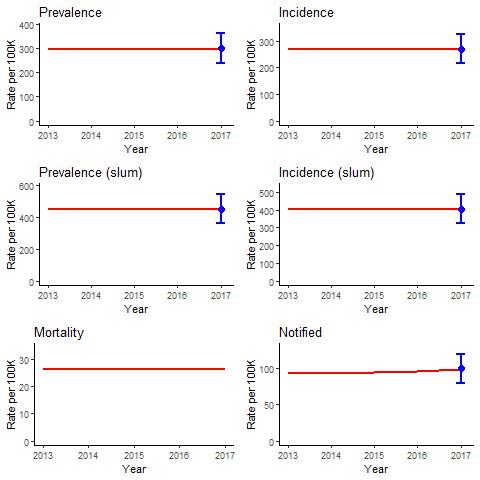 Prevalence
Rate per 100K
400
300
200
100
0
2013 2014 2015 2016 2017
Year
Incidence
Rate per 100K
300
200
100
0
2013 2014 2015 2016 2017
Year
Prevalence (slum)
Rate per 100K
600
400
200
0
2013 2014 2015 2016 2017
Year
Incidence (slum)
Rate per 100K
500
400
300
200
100
0
2013 2014 2015 2016 2017
Year
Mortality
Rate per 100K
30
20
10
0
2013 2014 2015 2016 2017
Year
Notified
Rate per 100K
100
50
0
2013 2014 2015 2016 2017
Year